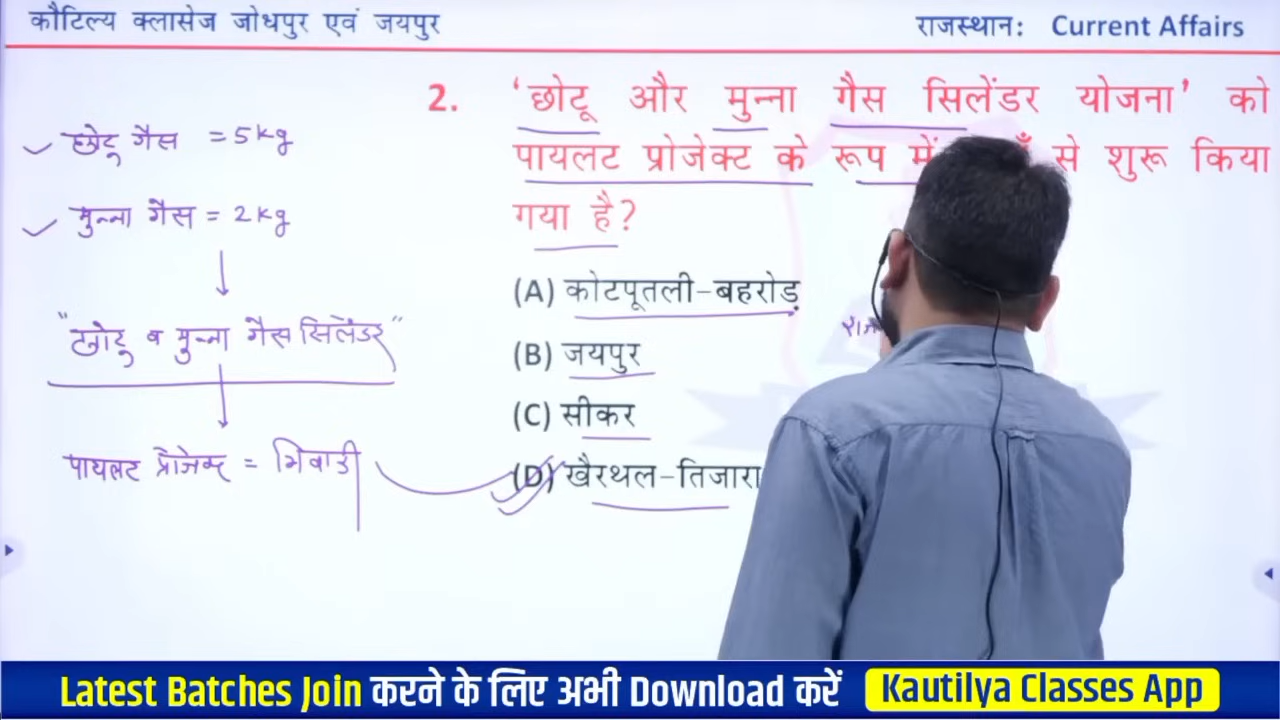 कौटिल्य क्लासेज जोधपुर एवं जयपुर
राजस्थान: Current Affairs
2. 'छोटू और मुन्ना गैस सिलेंडर योजना' को
पायलट प्रोजेक्ट के रूप में से शुरू किया
गया है?
(A) कोटपूतली-बहरोड़
(B) जयपुर
(C) सीकर
(D) खैरथल-तिजारा
छोटू गैस = 5kg
मुन्ना गैस = 2kg
"छोटू व मुन्ना गैस सिलेंडर"
पायलट प्रोजेक्ट = भिवाडी
Latest Batches Join करने के लिए अभी Download करें
Kautilya Classes App